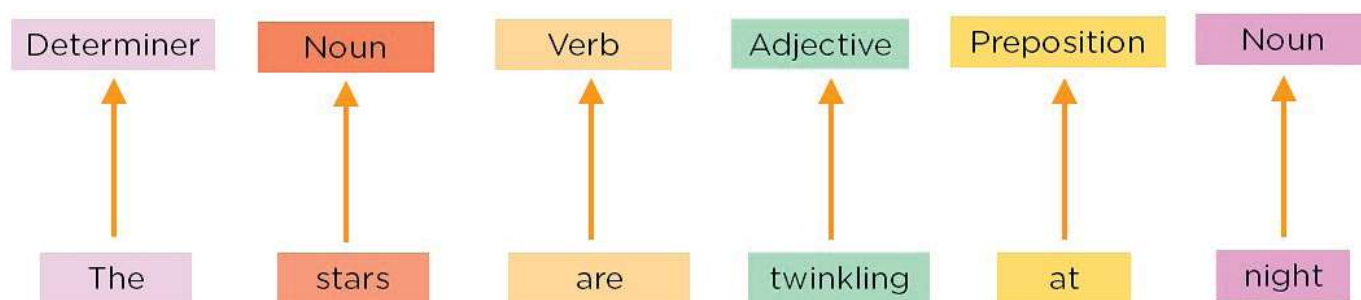 Determiner Noun Verb Adjective Preposition Noun
The stars are twinkling at night